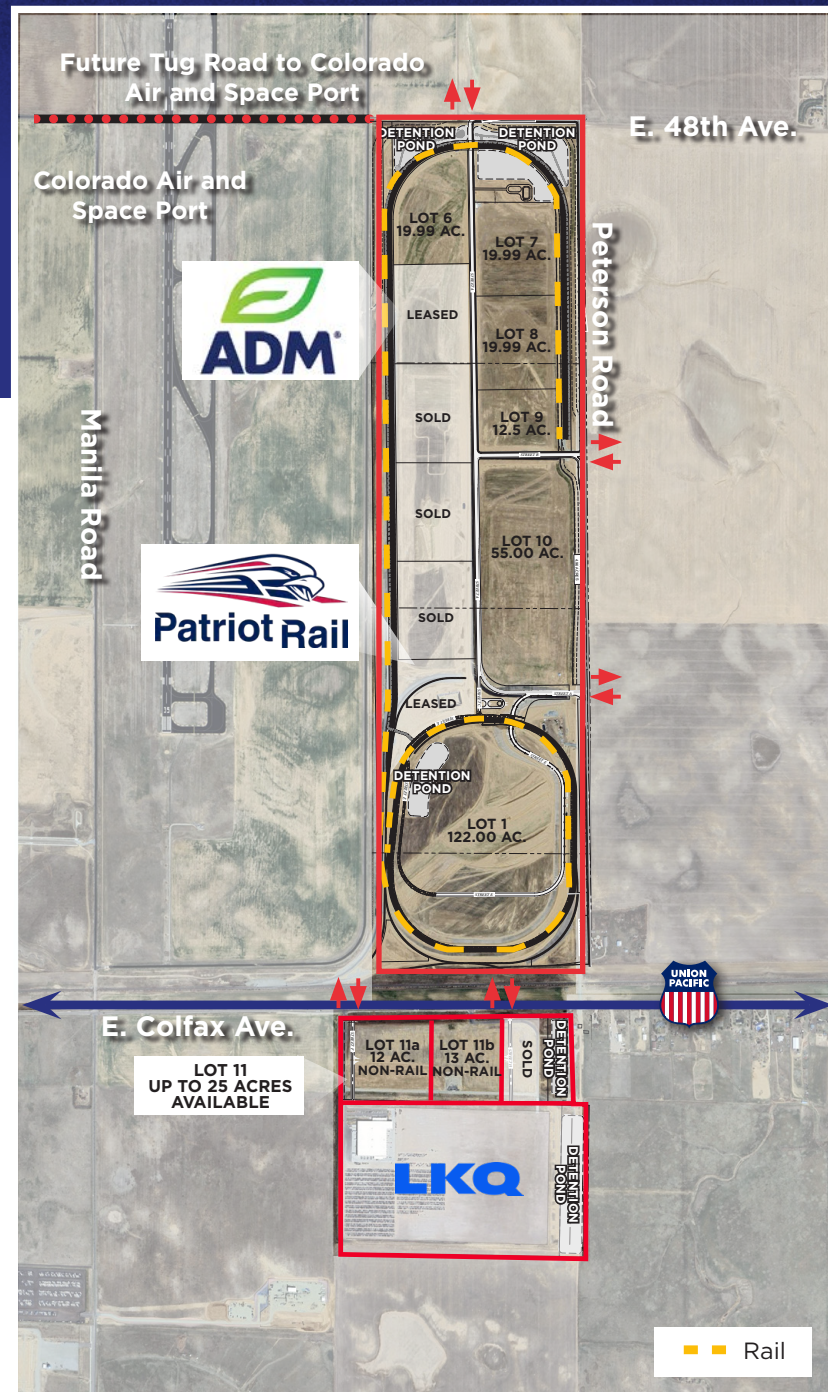 Future Tug Road to Colorado
Air and Space Port
E. 48th Ave.
DETENTION
POND
DETENTION
POND
Colorado Air and
Space Port
LOT 6
19.99 AC.
LOT 7
19.99 AC.
Peterson Road
ADM®
LEASED
LOT 8
19.99 AC.
Manila Road
SOLD
LOT 9
12.5 AC.
SOLD
LOT 10
55.00 AC.
Patriot Rail
SOLD
LEASED
DETENTION
POND
LOT 1
122.00 AC.
UNION
PACIFIC
E. Colfax Ave.
LOT 11a
12 AC.
NON-RAIL
LOT 11b
13 AC.
NON-RAIL
SOLD
DETENTION
POND
LOT 11
UP TO 25 ACRES
AVAILABLE
LKQ
DETENTION
POND
Rail